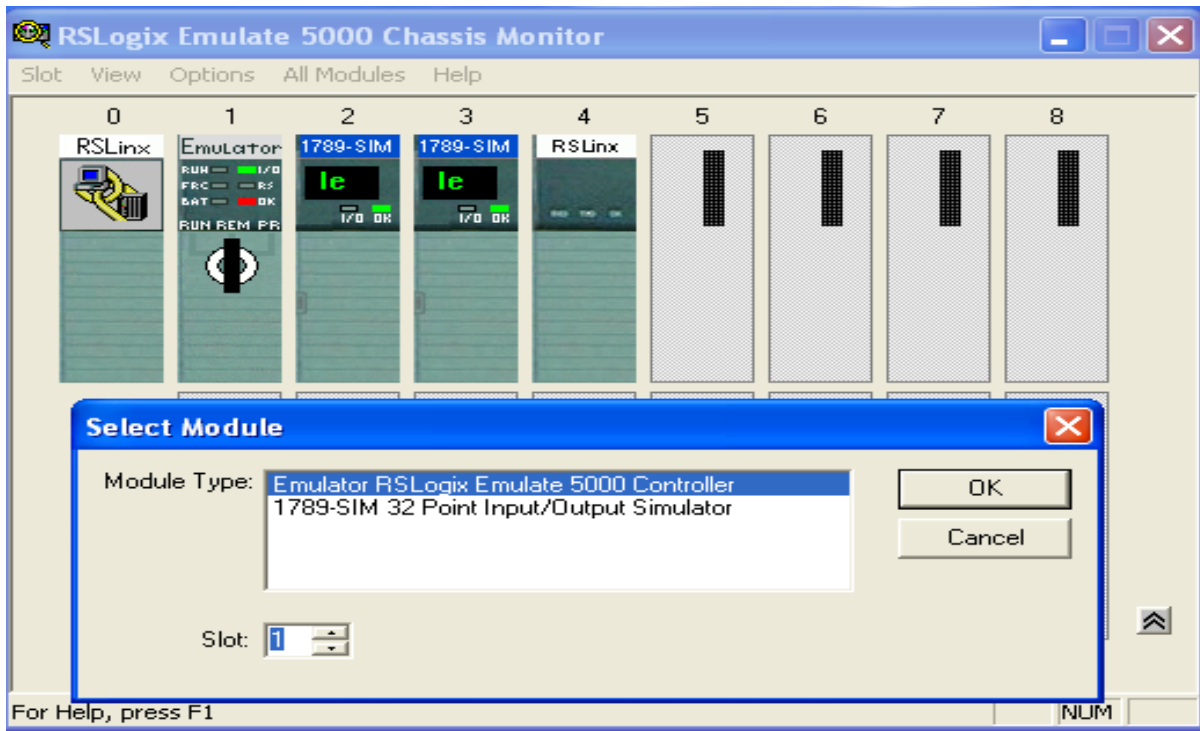 RSLogix Emulate 5000 Chassis Monitor
Slot View Options All Modules Help
0 1 2 3 4 5 6 7 8
RSLinx Emulator 1789-SIM 1789-SIM RSLinx
RUN I/O
FRC RS
BAT OK
Ie Ie
I/O OK I/O OK
RUN REM PR
Select Module
Module Type: Emulator RSLogix Emulate 5000 Controller
1789-SIM 32 Point Input/Output Simulator
OK
Cancel
Slot: 1
For Help, press F1 NUM